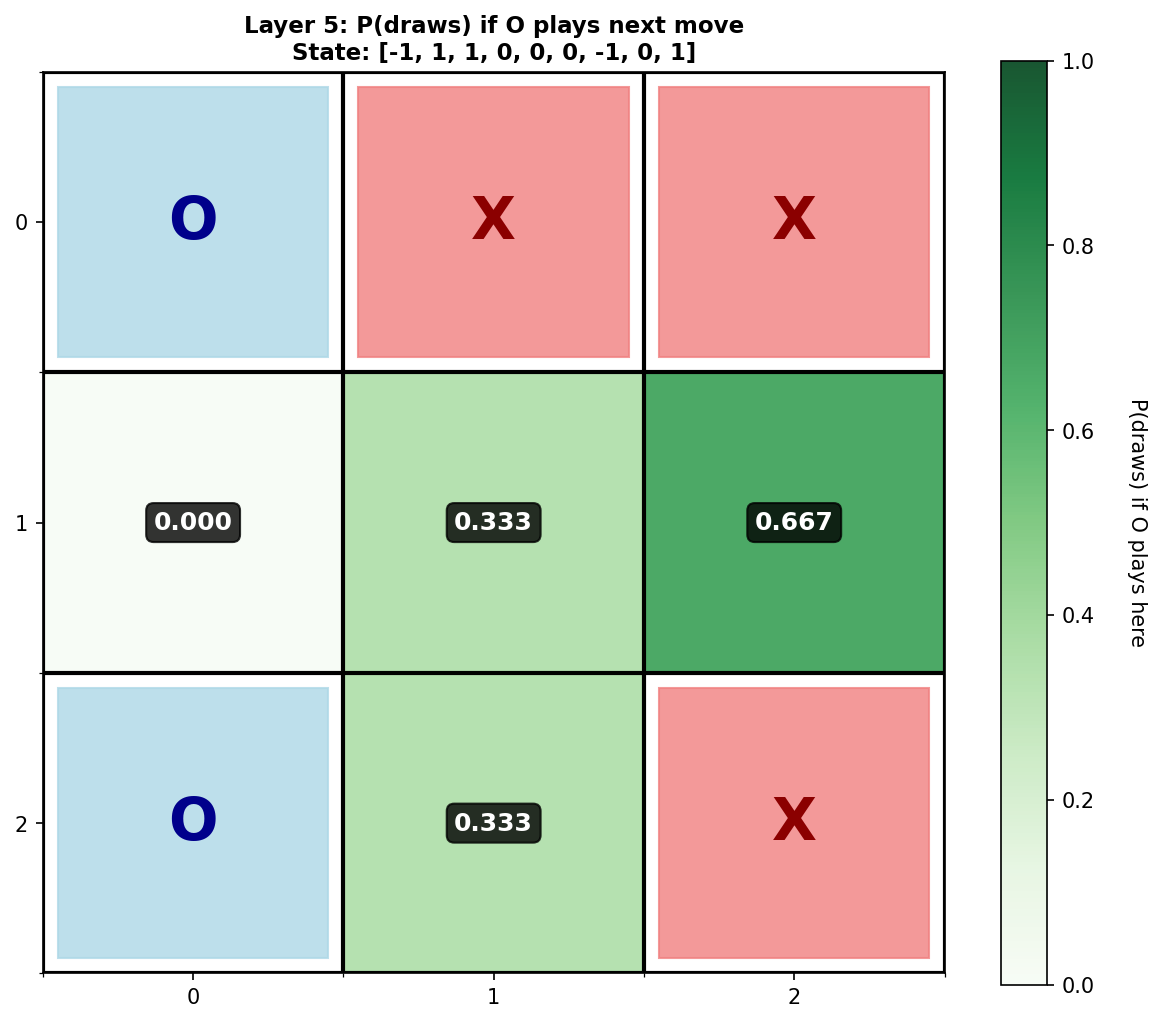 Layer 5: P(draws) if O plays next move
State: [-1, 1, 1, 0, 0, 0, -1, 0, 1]
0
O
X
X
1
0.000
0.333
0.667
2
O
0.333
X
0
1
2
1.0
0.8
0.6
0.4
0.2
0.0
P(draws) if O plays here